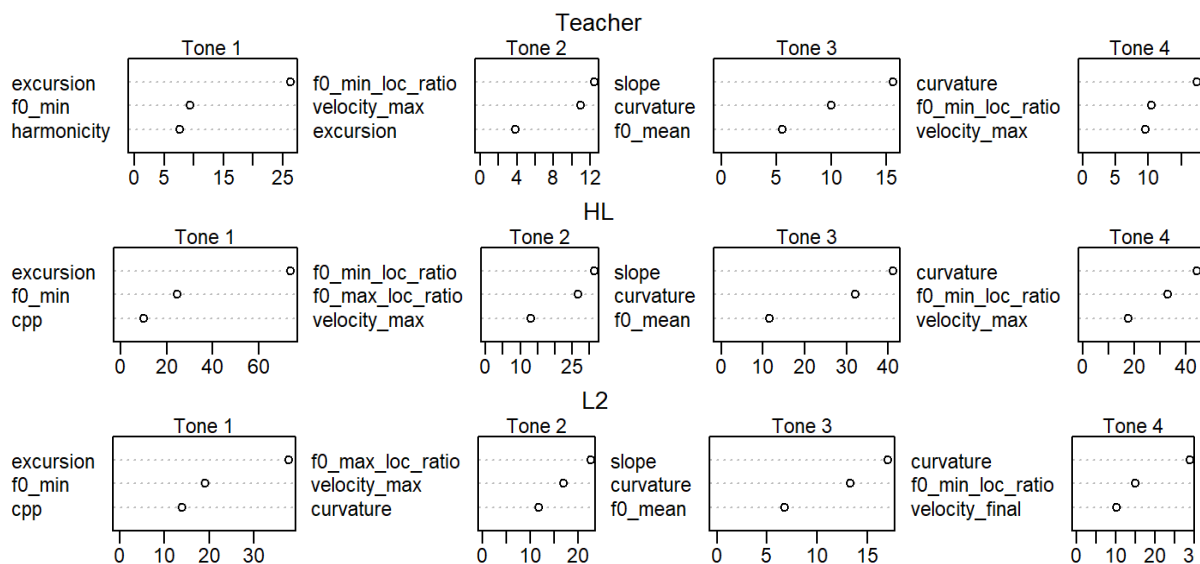 Teacher
Tone 1 Tone 2 Tone 3 Tone 4
excursion f0_min_loc_ratio slope curvature
f0_min velocity_max curvature f0_min_loc_ratio
harmonicity excursion f0_mean velocity_max
0 5 15 25 0 4 8 12 0 5 10 15 0 5 10
HL
Tone 1 Tone 2 Tone 3 Tone 4
excursion f0_min_loc_ratio slope curvature
f0_min f0_max_loc_ratio curvature f0_min_loc_ratio
cpp velocity_max f0_mean velocity_max
0 20 40 60 0 10 25 0 10 20 30 40 0 20 40
L2
Tone 1 Tone 2 Tone 3 Tone 4
excursion f0_max_loc_ratio slope curvature
f0_min velocity_max curvature f0_min_loc_ratio
cpp curvature f0_mean velocity_final
0 10 20 30 0 10 20 0 5 10 15 0 10 20 3